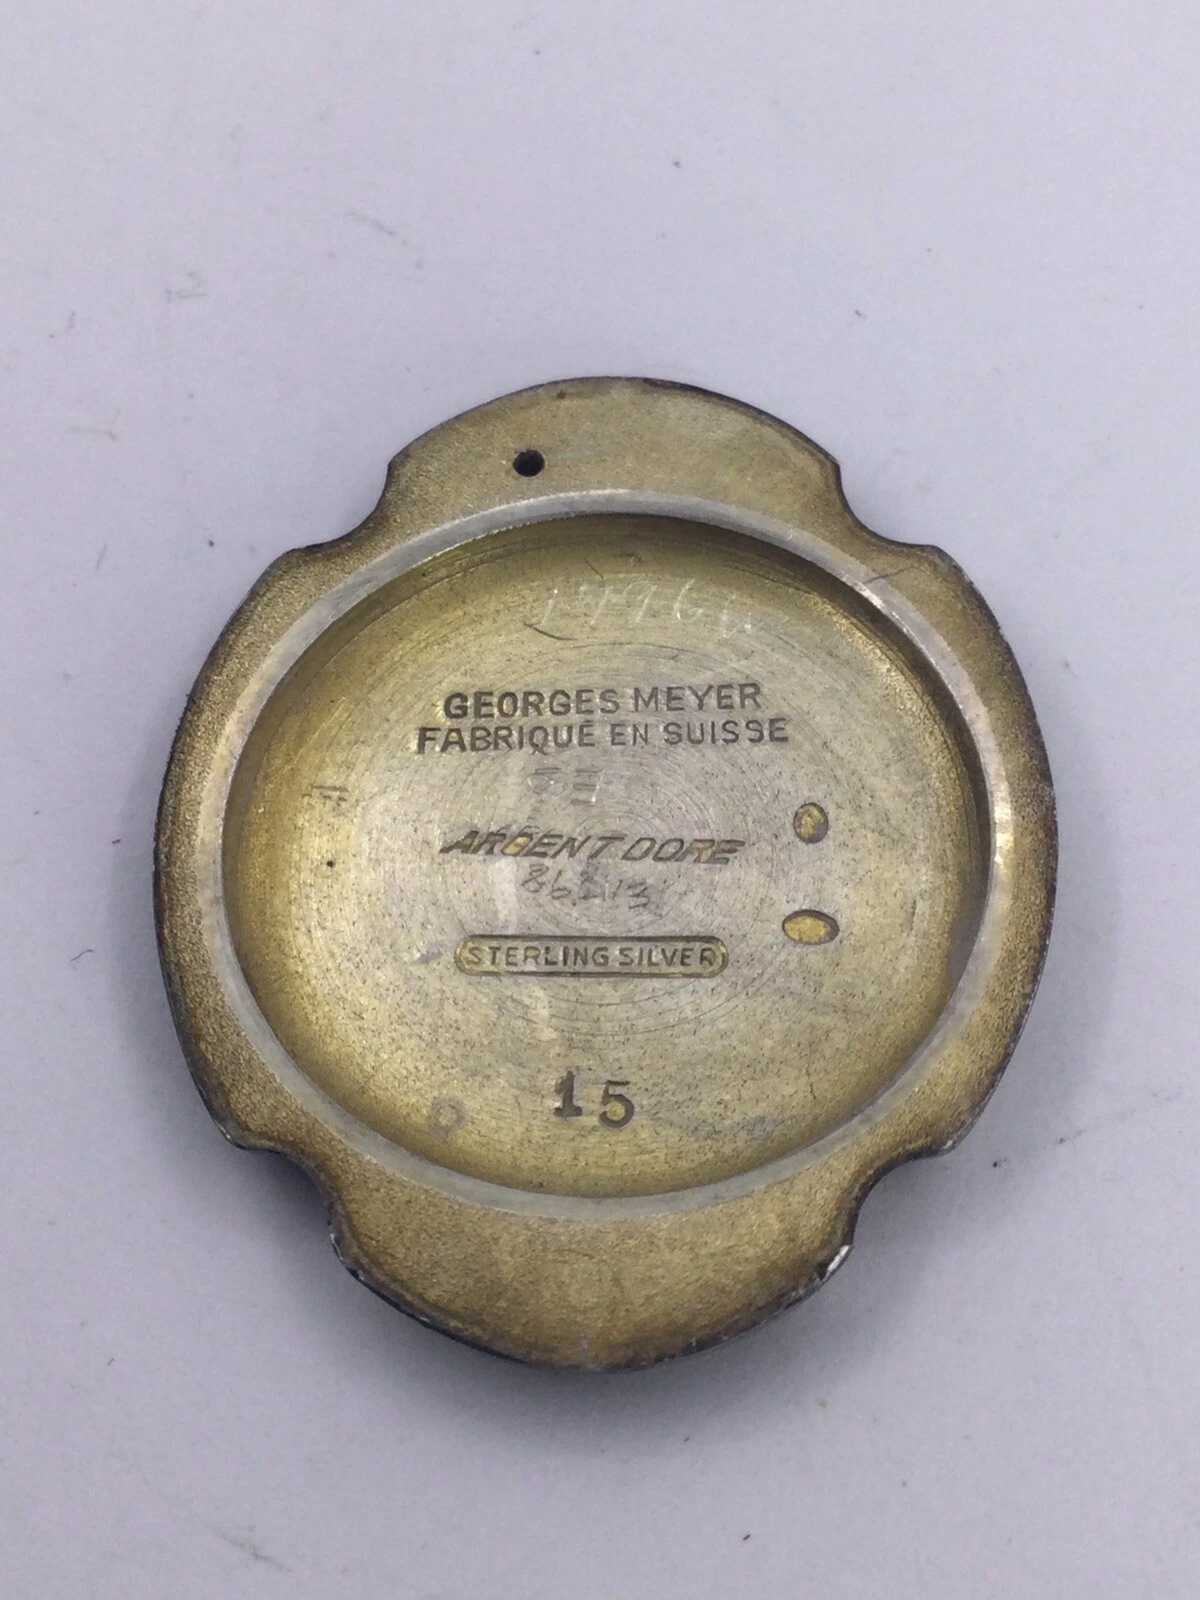 GEORGES MEYER
FABRIQUÉ EN SUISSE
ARGENT DORE
STERLING SILVER
15